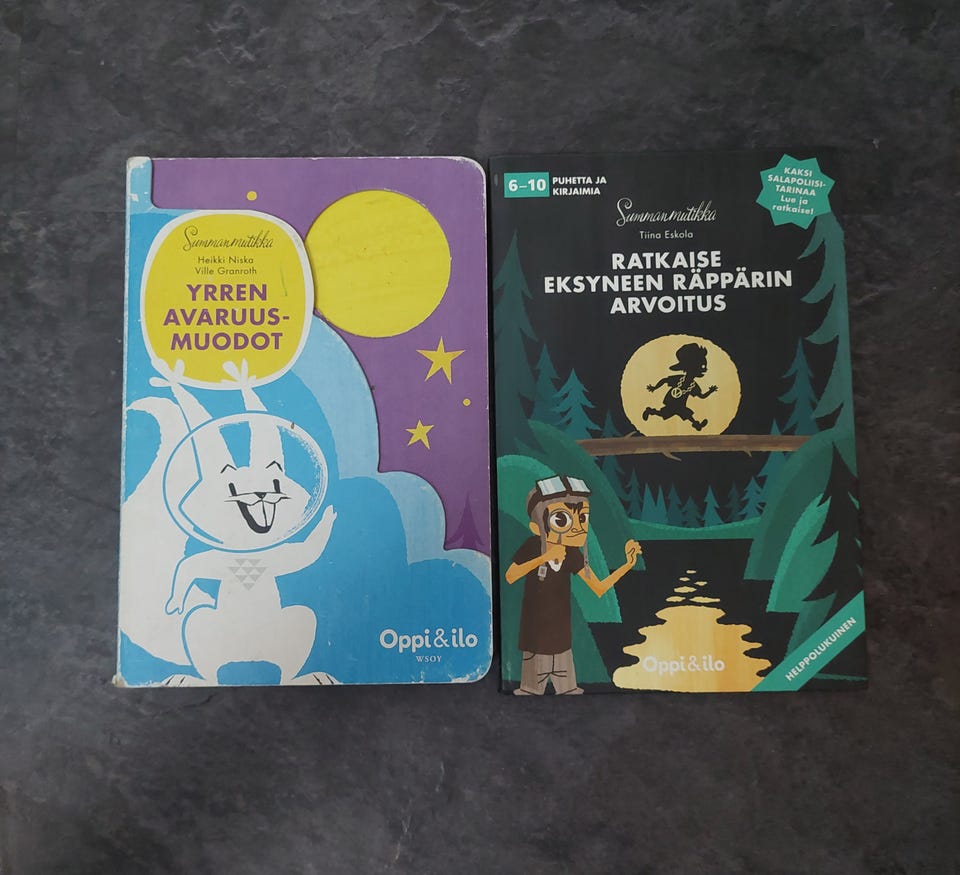 Summanmutikka
Heikki Niska
Ville Granroth
YRREN
AVARUUS-
MUODOT
Oppi&ilo
WSOY
6–10
PUHETTA JA
KIRJAIMIA
KAKSI
SALAPOLIISI-
TARINAA
Lue ja
ratkaise!
Summanmutikka
Tiina Eskola
RATKAISE
EKSYNEEN RÄPPÄRIN
ARVOITUS
Oppi&ilo
HELPPOLUKUINEN